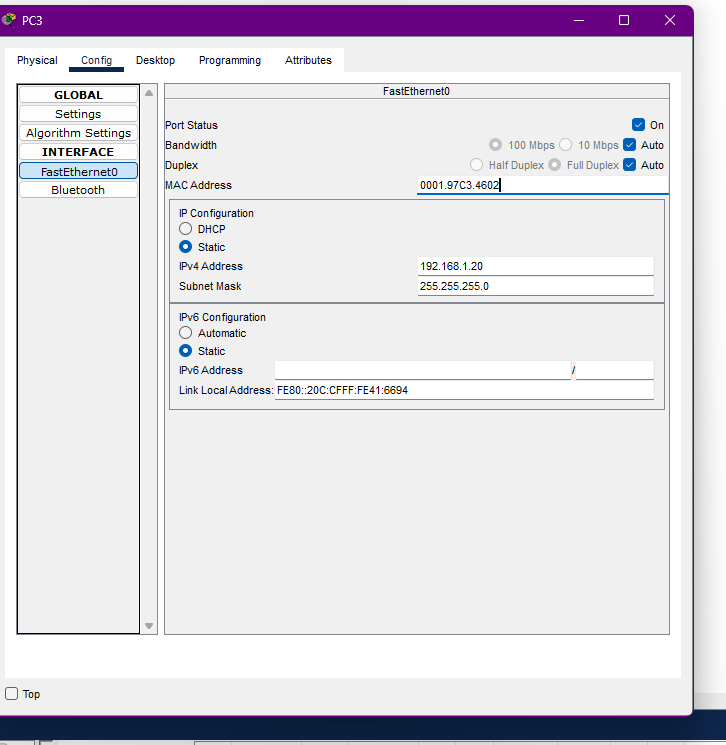 PC3
Physical Config Desktop Programming Attributes
GLOBAL
Settings
Algorithm Settings
INTERFACE
FastEthernet0
Bluetooth
FastEthernet0
Port Status On
Bandwidth 100 Mbps 10 Mbps Auto
Duplex Half Duplex Full Duplex Auto
MAC Address 0001.97C3.4602
IP Configuration
DHCP
Static
IPv4 Address 192.168.1.20
Subnet Mask 255.255.255.0
IPv6 Configuration
Automatic
Static
IPv6 Address /
Link Local Address: FE80::20C:CFFF:FE41:6694
Top